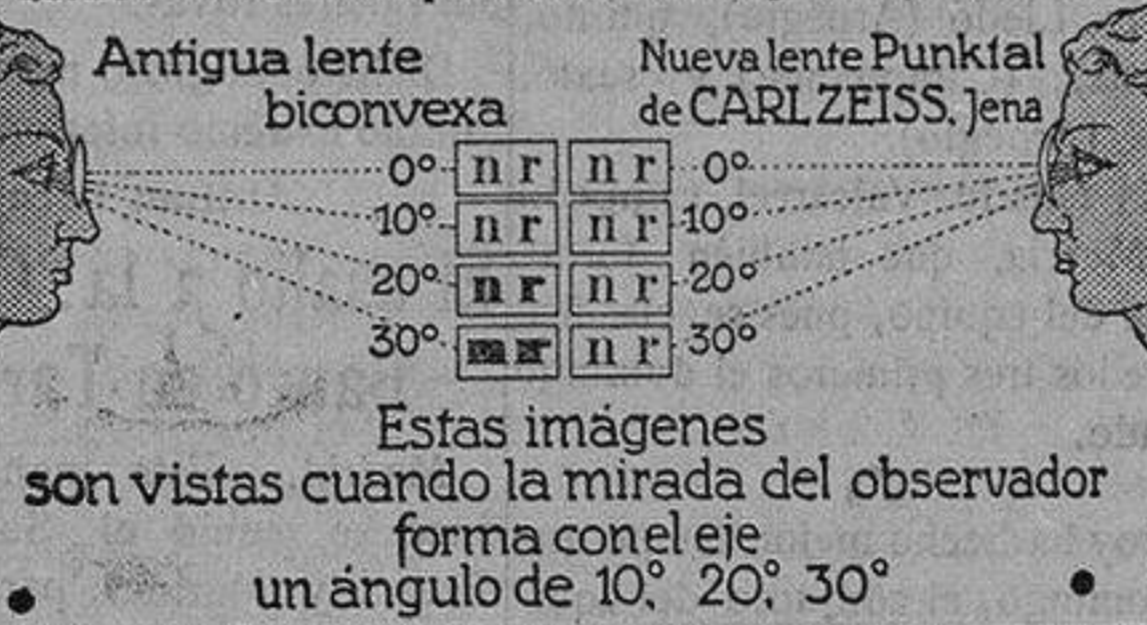 Antigua lente
biconvexa
Nueva lente Punktal
de CARL ZEISS, Jena
0° n r n r 0°
10° n r n r 10°
20° n r n r 20°
30° n r n r 30°
Estas imágenes
son vistas cuando la mirada del observador
forma con el eje
un ángulo de 10°, 20°, 30°